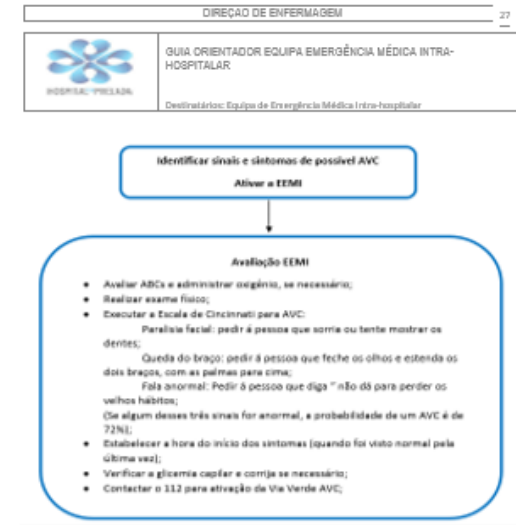 DIREÇÃO DE ENFERMAGEM
27
GUIA ORIENTADOR EQUIPA EMERGÊNCIA MÉDICA INTRA-
HOSPITALAR
HOSPITAL PRELADA
Destinatários: Equipa de Emergência Médica Intra-hospitalar
Identificar sinais e sintomas de possível AVC
Ativar a EEMI
Avaliação EEMI
• Avaliar ABCs e administrar oxigénio, se necessário;
• Realizar exame físico;
• Executar a Escala de Cincinnati para AVC:
Paralisia facial: pedir á pessoa que sorria ou tente mostrar os
dentes;
Queda do braço: pedir á pessoa que feche os olhos e estenda os
dois braços, com as palmas para cima;
Fala anormal: Pedir á pessoa que diga " não dá para perder os
velhos hábitos;
(Se algum desses três sinais for anormal, a probabilidade de um AVC é de
72%);
• Estabelecer a hora do início dos sintomas (quando foi visto normal pela
última vez);
• Verificar a glicemia capilar e corrija se necessário;
• Contactar o 112 para ativação da Via Verde AVC;